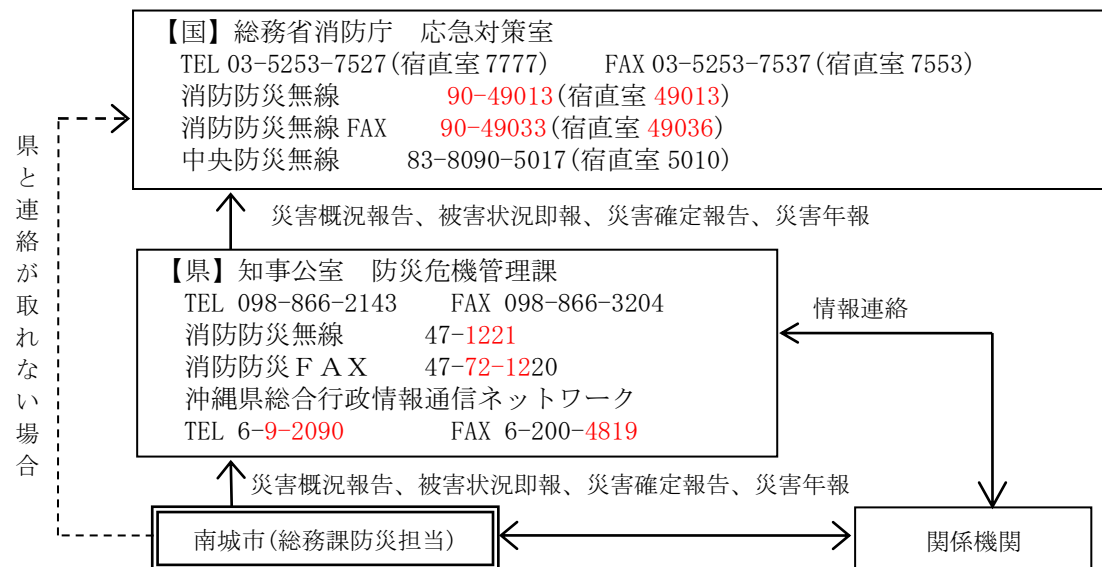 【国】総務省消防庁　応急対策室
TEL 03-5253-7527(宿直室 7777)　　FAX 03-5253-7537(宿直室 7553)
消防防災無線　　　　90-49013(宿直室 49013)
消防防災無線 FAX　　90-49033(宿直室 49036)
中央防災無線　　　83-8090-5017(宿直室 5010)
県と連絡が取れない場合
災害概況報告、被害状況即報、災害確定報告、災害年報
【県】知事公室　防災危機管理課
TEL 098-866-2143　　FAX 098-866-3204
消防防災無線　　　47-1221
消防防災ＦＡＸ　　47-72-1220
沖縄県総合行政情報通信ネットワーク
TEL 6-9-2090　　　　FAX 6-200-4819
情報連絡
災害概況報告、被害状況即報、災害確定報告、災害年報
南城市(総務課防災担当)
関係機関